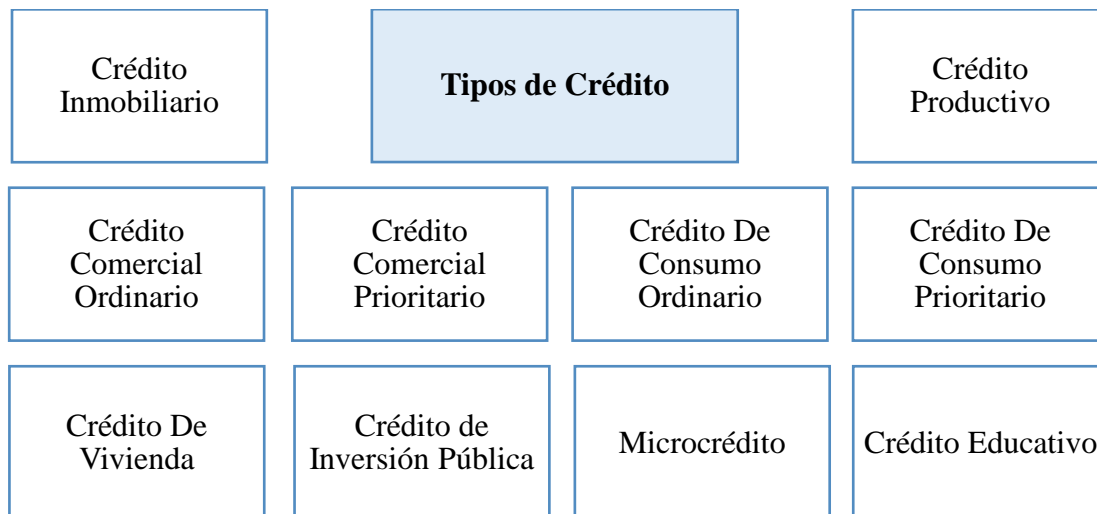 Crédito
Inmobiliario
Tipos de Crédito
Crédito
Productivo
Crédito
Comercial
Ordinario
Crédito
Comercial
Prioritario
Crédito De
Consumo
Ordinario
Crédito De
Consumo
Prioritario
Crédito De
Vivienda
Crédito de
Inversión Pública
Microcrédito
Crédito Educativo